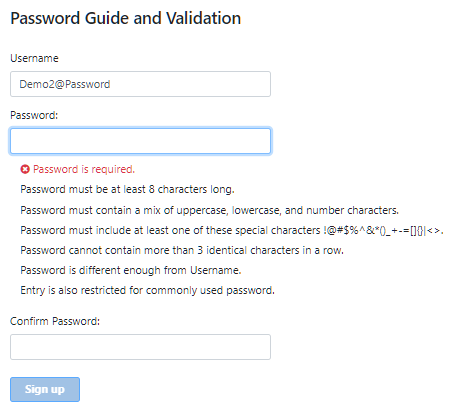 Password Guide and Validation
Username
Demo2@Password
Password:
Password is required.
Password must be at least 8 characters long.
Password must contain a mix of uppercase, lowercase, and number characters.
Password must include at least one of these special characters !@#$%^&*()_+-=[]{}|<>.
Password cannot contain more than 3 identical characters in a row.
Password is different enough from Username.
Entry is also restricted for commonly used password.
Confirm Password:
Sign up